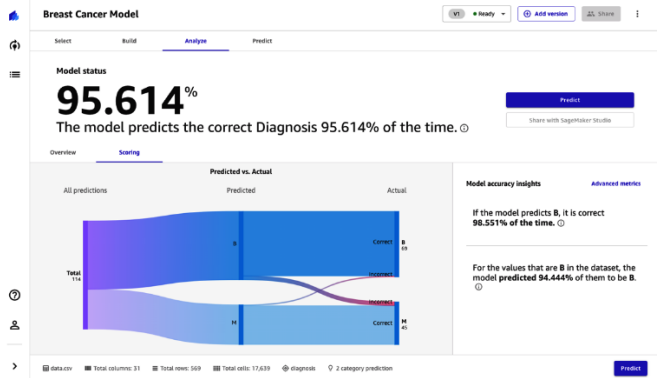 Breast Cancer Model
V1 Ready
Add version
Share
Select Build Analyze Predict
Model status
95.614%
The model predicts the correct Diagnosis 95.614% of the time.
Predict
Share with SageMaker Studio
Overview Scoring
Predicted vs. Actual
All predictions Predicted Actual
Total
114
B
M
Correct
Incorrect
Incorrect
Correct
B
69
M
45
Model accuracy insights Advanced metrics
If the model predicts B, it is correct
98.551% of the time.
For the values that are B in the dataset, the
model predicted 94.444% of them to be B.
data.csv Total columns: 31 Total rows: 569 Total cells: 17,639 diagnosis 2 category prediction
Predict